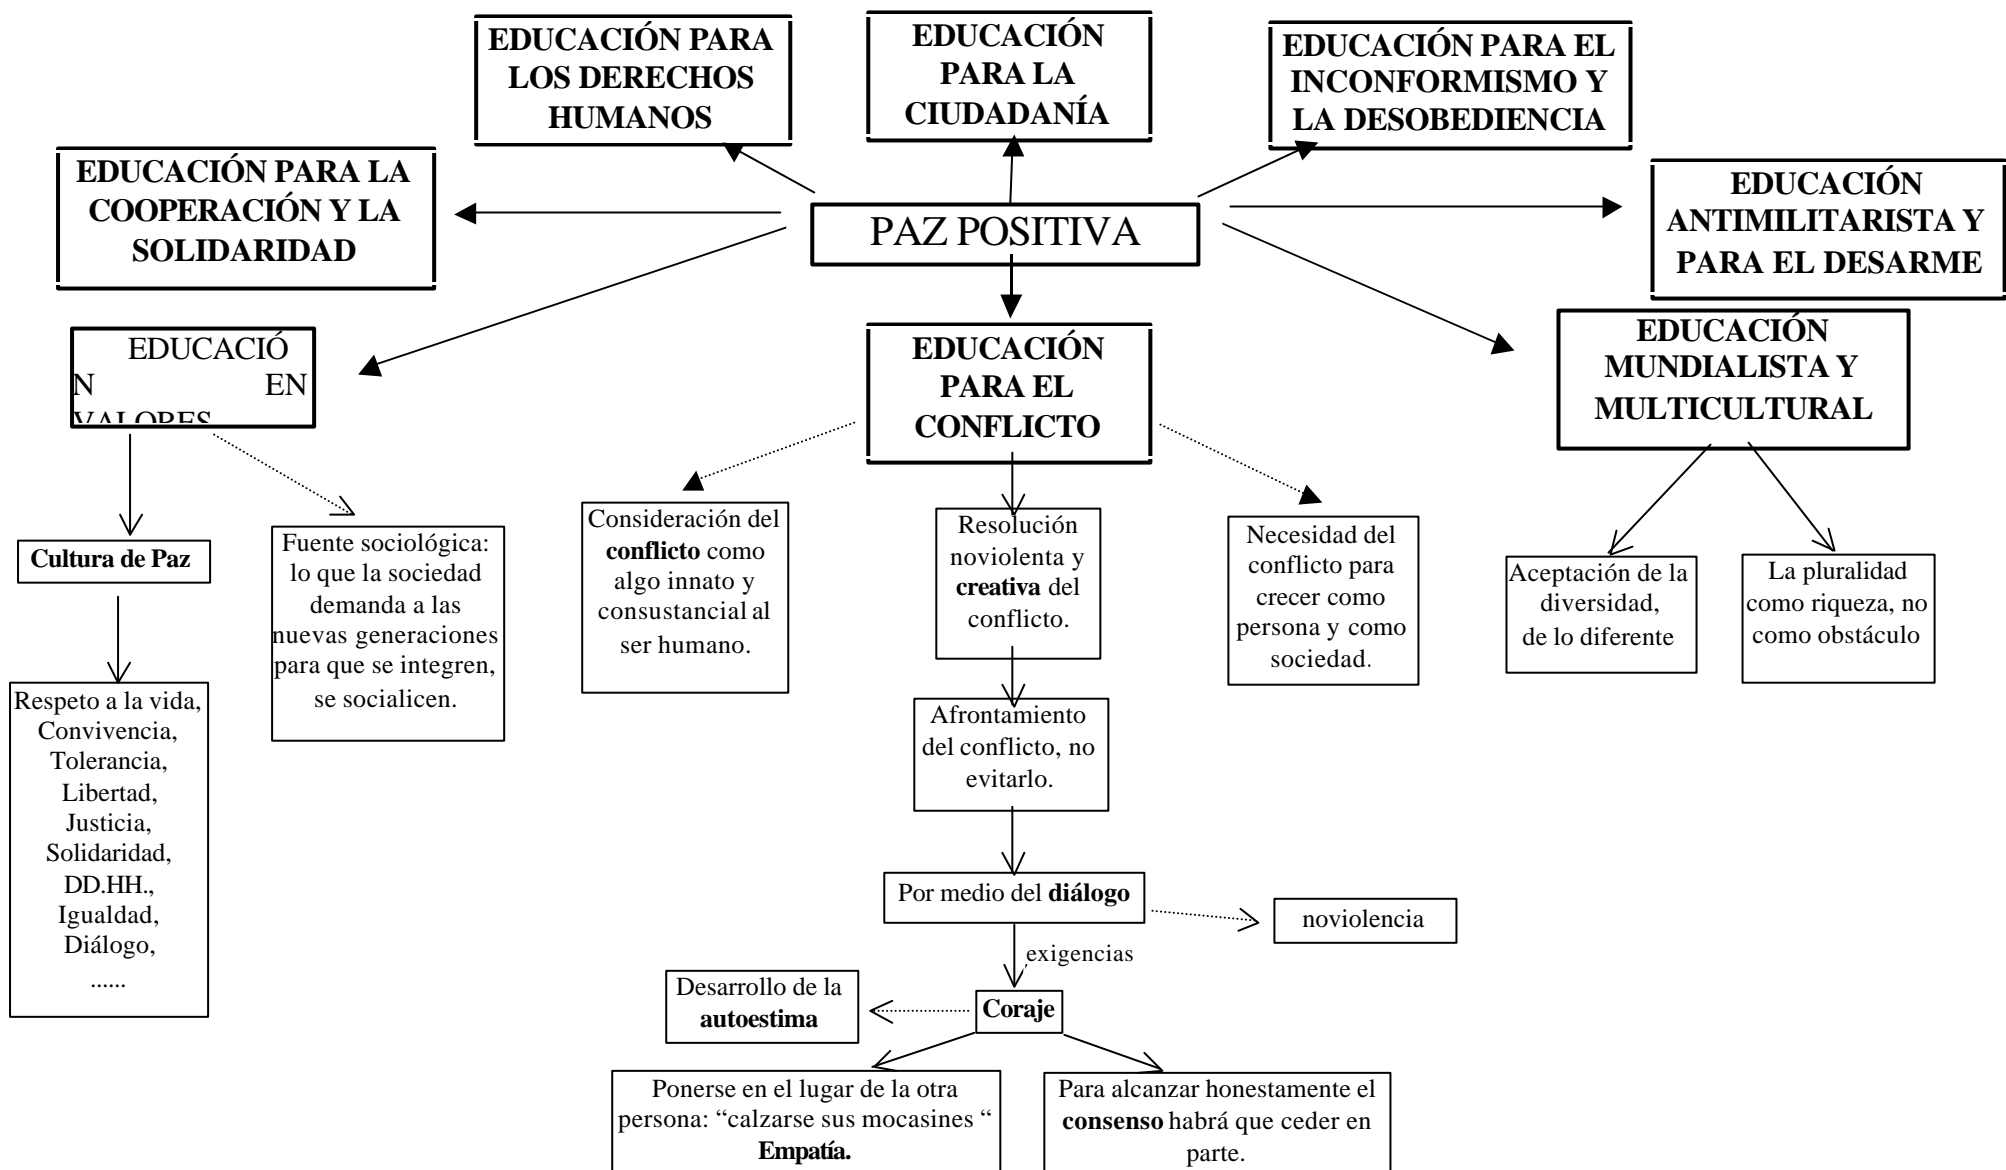 EDUCACIÓN PARA
LOS DERECHOS
HUMANOS
EDUCACIÓN
PARA LA
CIUDADANÍA
EDUCACIÓN PARA EL
INCONFORMISMO Y
LA DESOBEDIENCIA
EDUCACIÓN PARA LA
COOPERACIÓN Y LA
SOLIDARIDAD
PAZ POSITIVA
EDUCACIÓN
ANTIMILITARISTA Y
PARA EL DESARME
EDUCACIÓ
N EN
VALORES
EDUCACIÓN
PARA EL
CONFLICTO
EDUCACIÓN
MUNDIALISTA Y
MULTICULTURAL
Cultura de Paz
Fuente sociológica:
lo que la sociedad
demanda a las
nuevas generaciones
para que se integren,
se socialicen.
Consideración del
conflicto como
algo innato y
consustancial al
ser humano.
Resolución
noviolenta y
creativa del
conflicto.
Necesidad del
conflicto para
crecer como
persona y como
sociedad.
Aceptación de la
diversidad,
de lo diferente
La pluralidad
como riqueza, no
como obstáculo
Respeto a la vida,
Convivencia,
Tolerancia,
Libertad,
Justicia,
Solidaridad,
DD.HH.,
Igualdad,
Diálogo,
......
Afrontamiento
del conflicto, no
evitarlo.
Por medio del diálogo
noviolencia
exigencias
Desarrollo de la
autoestima
Coraje
Ponerse en el lugar de la otra
persona: “calzarse sus mocasines “
Empatía.
Para alcanzar honestamente el
consenso habrá que ceder en
parte.